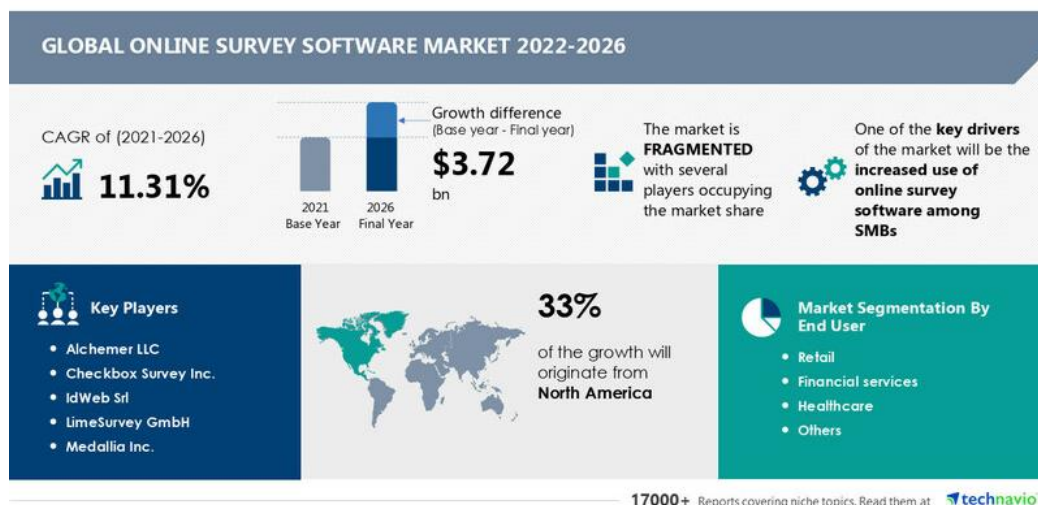 GLOBAL ONLINE SURVEY SOFTWARE MARKET 2022-2026
CAGR of (2021-2026)
11.31%
2021
Base Year
2026
Final Year
Growth difference
(Base year - Final year)
$3.72
bn
The market is
FRAGMENTED
with several
players occupying
the market share
One of the key drivers
of the market will be the
increased use of
online survey
software among
SMBs
Key Players
• Alchemer LLC
• Checkbox Survey Inc.
• IdWeb Srl
• LimeSurvey GmbH
• Medallia Inc.
33%
of the growth will
originate from
North America
Market Segmentation By
End User
• Retail
• Financial services
• Healthcare
• Others
17000+ Reports covering niche topics. Read them at technavio